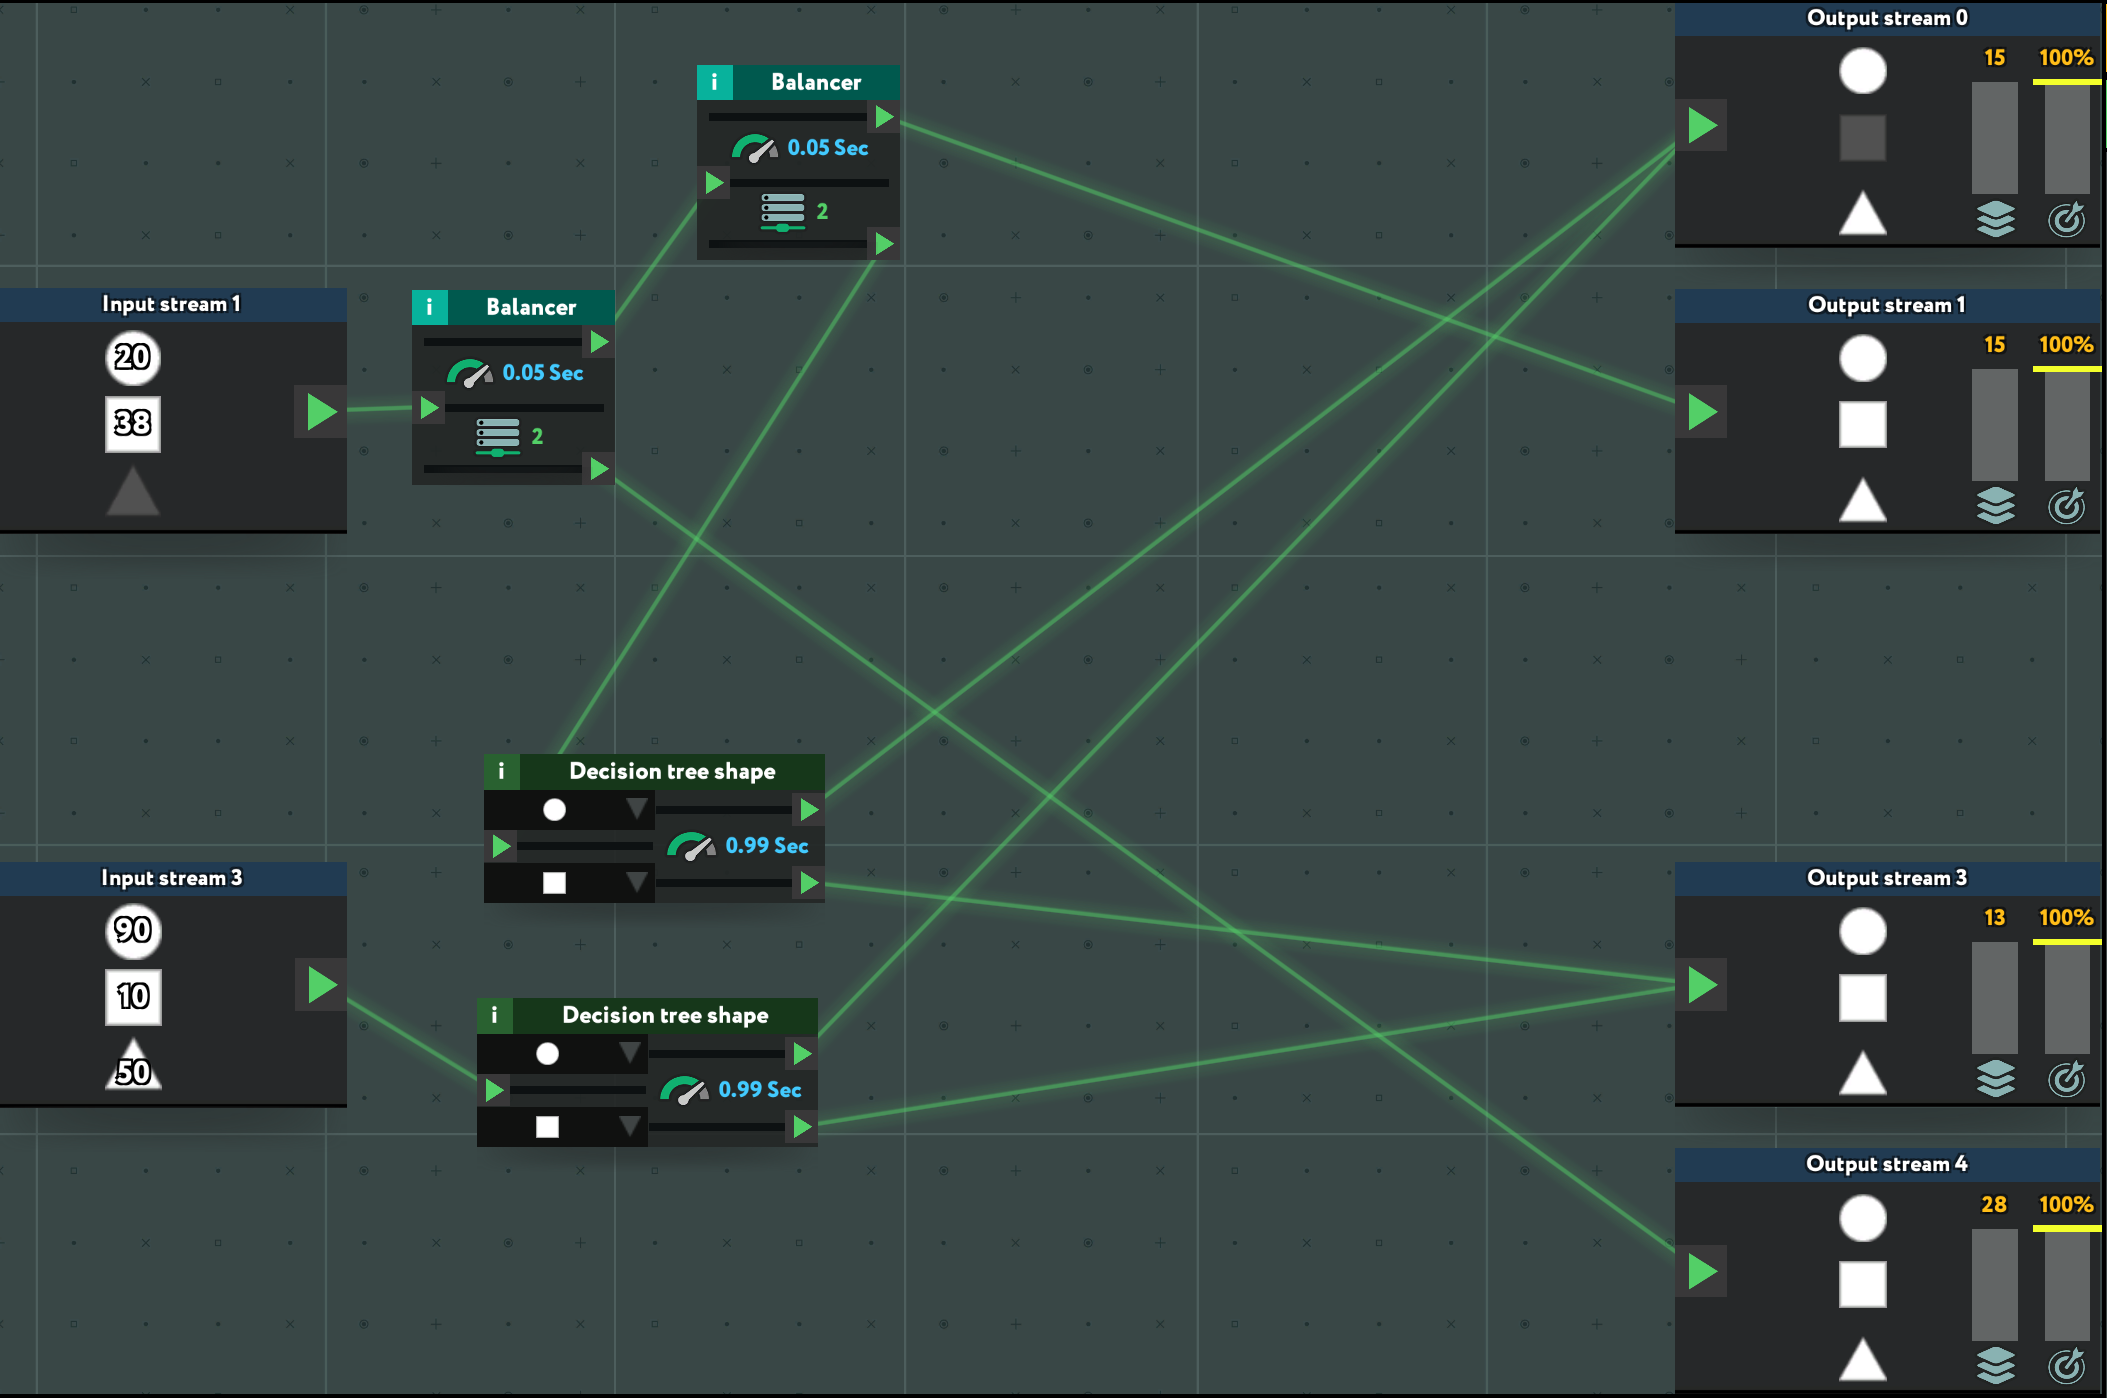 Output stream 0
15 100%
i Balancer
0.05 Sec
2
Input stream 1
20
38
i Balancer
0.05 Sec
2
Output stream 1
15 100%
i Decision tree shape
0.99 Sec
Input stream 3
90
10
50
i Decision tree shape
0.99 Sec
Output stream 3
13 100%
Output stream 4
28 100%